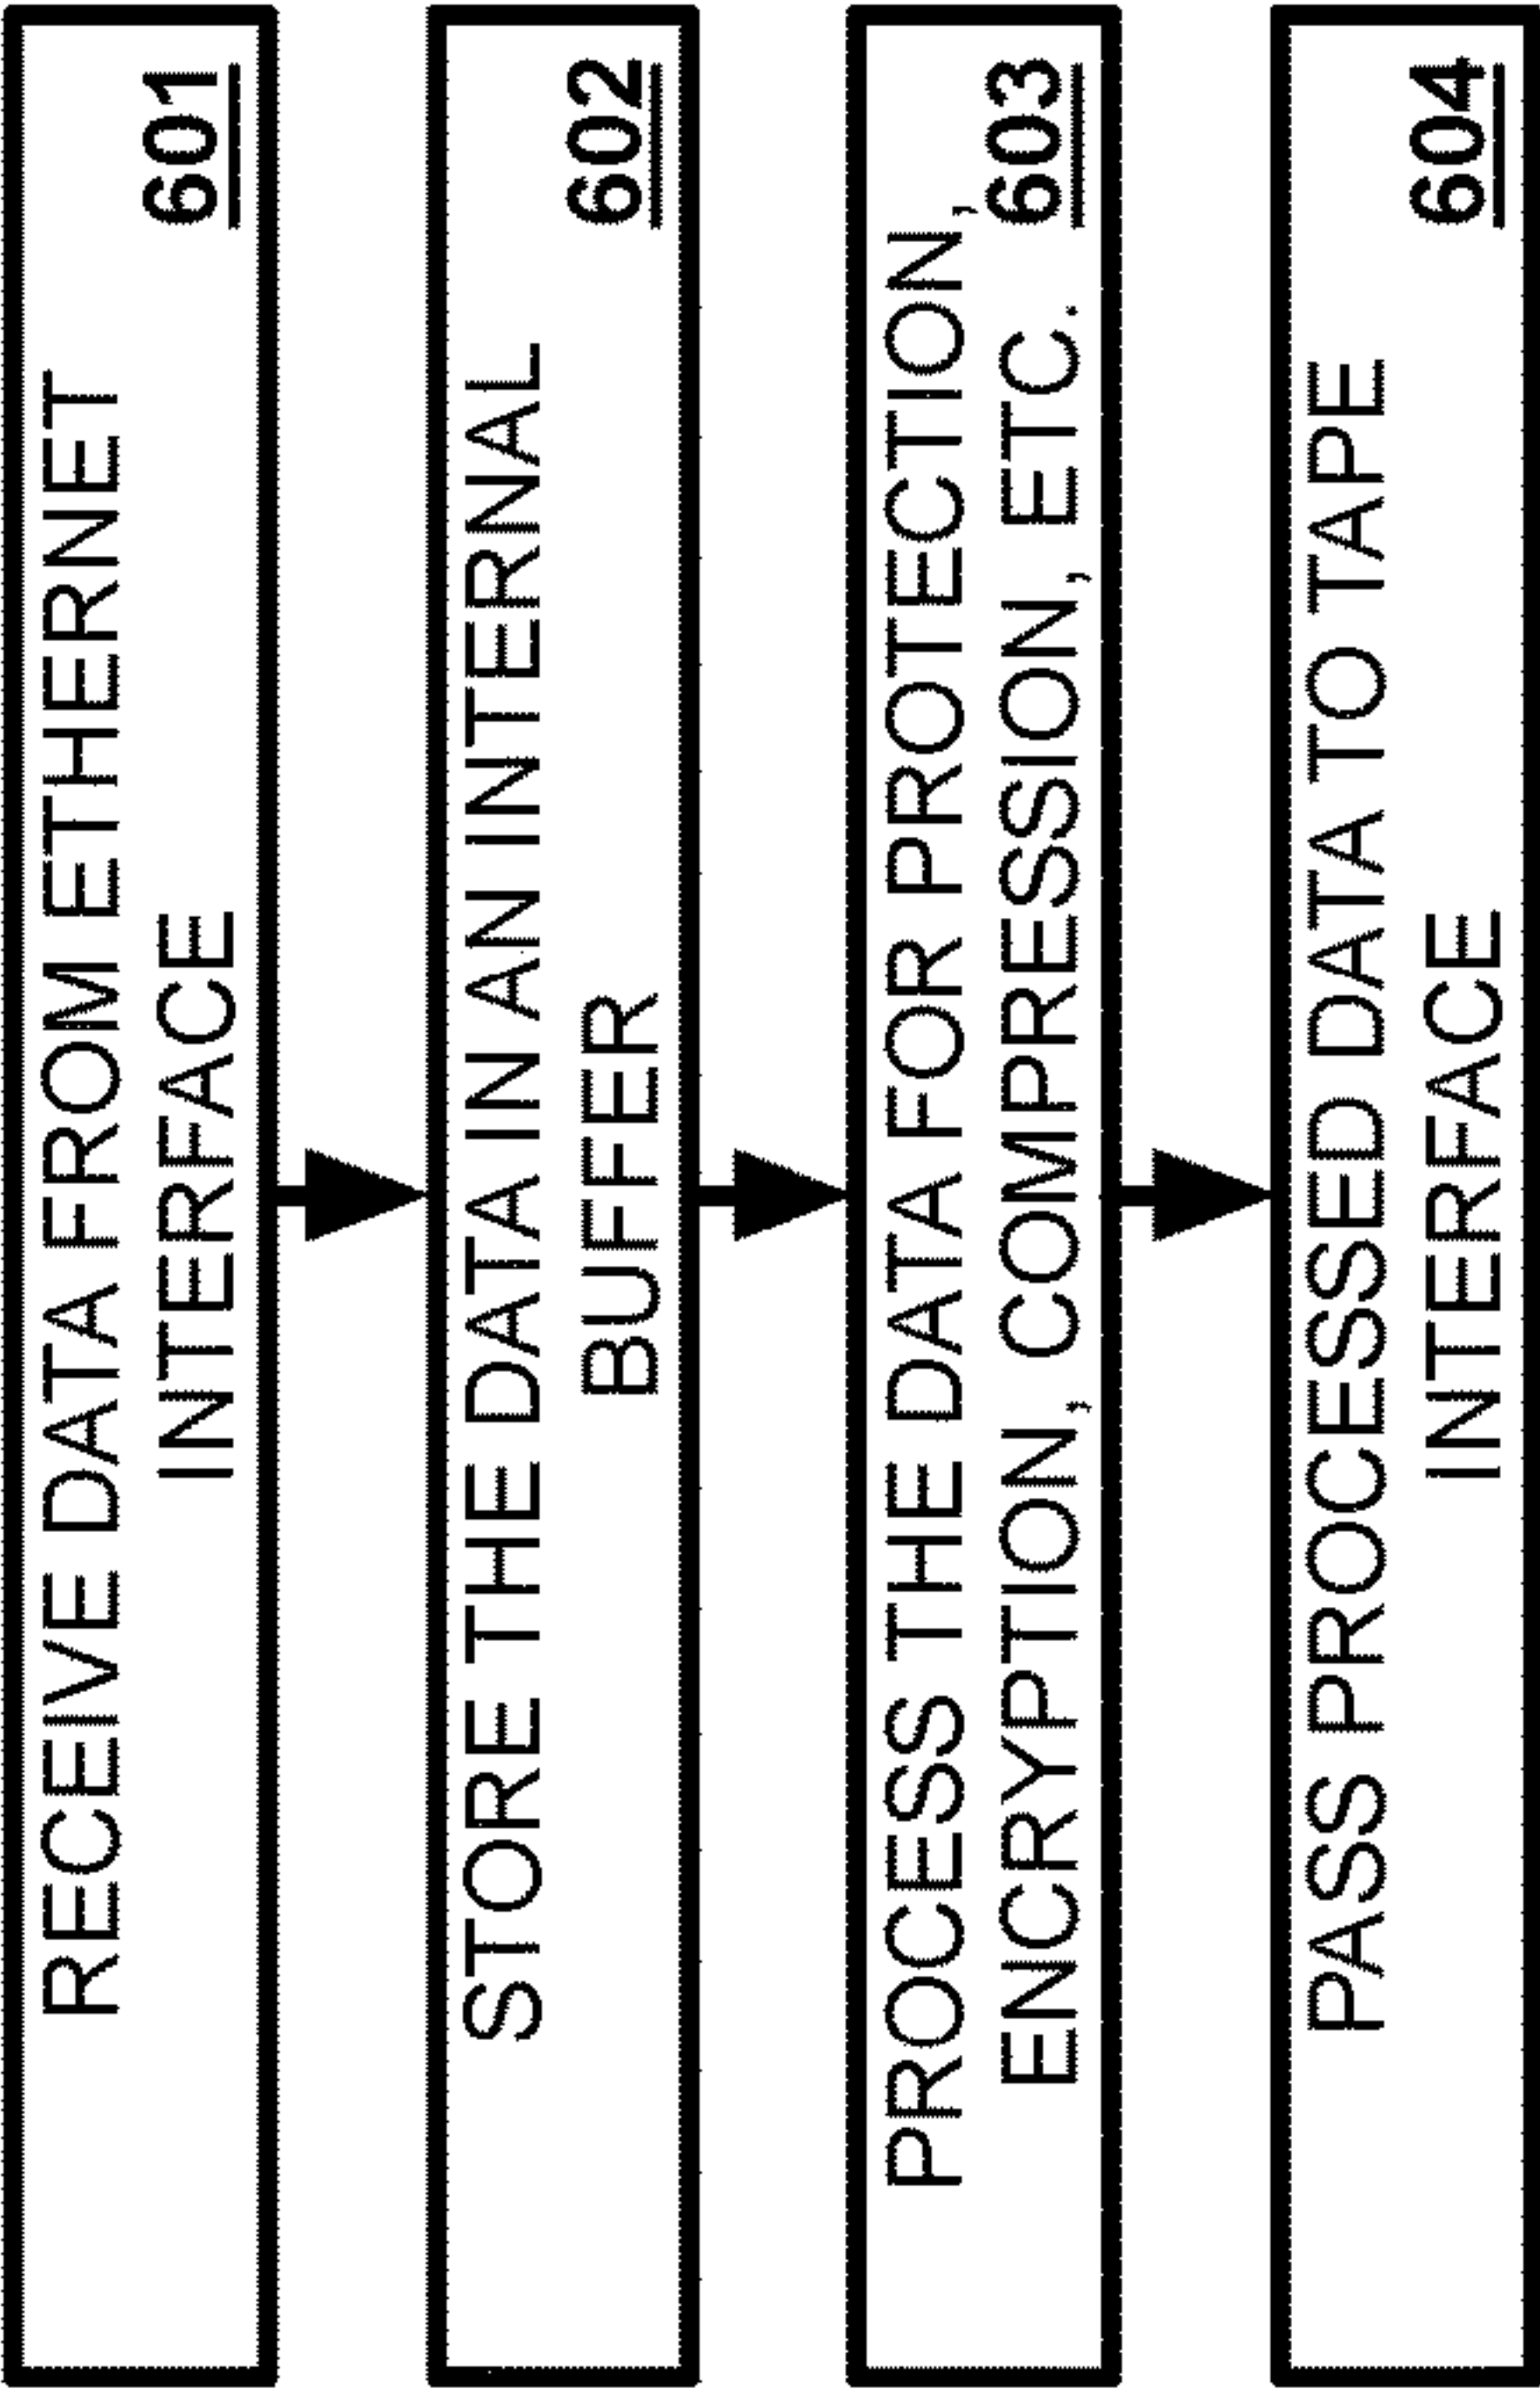 RECEIVE DATA FROM ETHERNET
INTERFACE
601
STORE THE DATA IN AN INTERNAL
BUFFER
602
PROCESS THE DATA FOR PROTECTION,
ENCRYPTION, COMPRESSION, ETC.
603
PASS PROCESSED DATA TO TAPE
INTERFACE
604